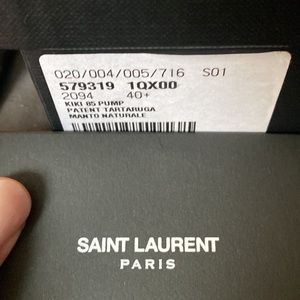 020/004/005/716 S01
579319 1QX00
2094 40+
KIKI 85 PUMP
PATENT TARTARUGA
MANTO NATURALE
SAINT LAURENT
PARIS